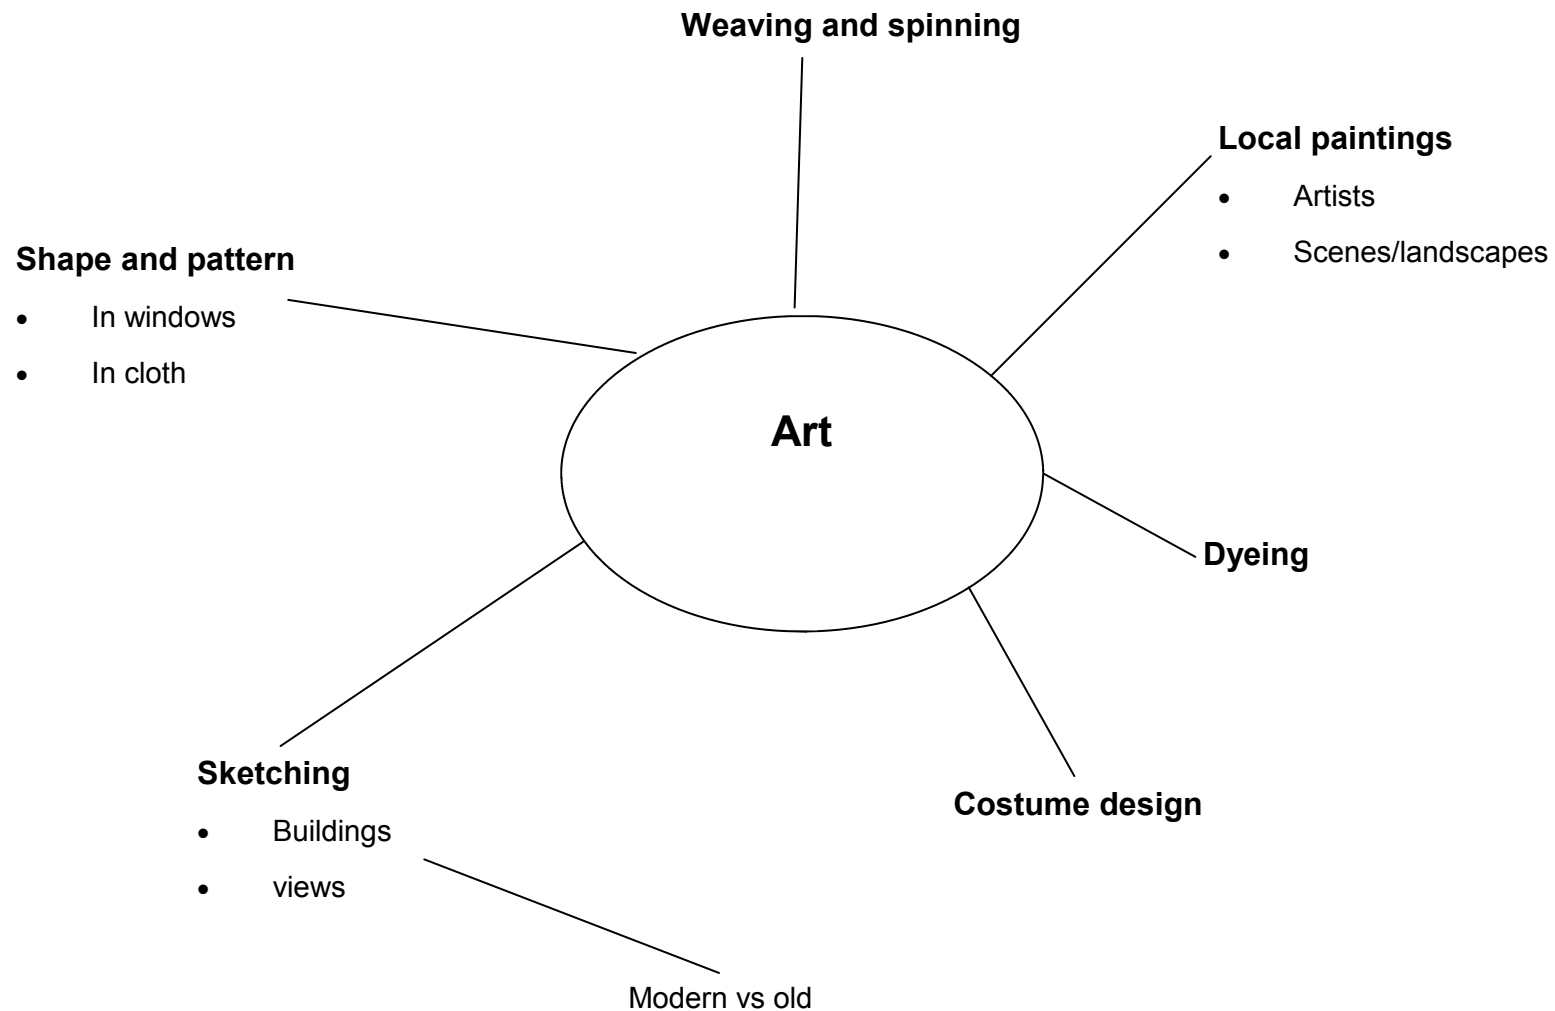 Weaving and spinning
Local paintings
• Artists
• Scenes/landscapes
Shape and pattern
• In windows
• In cloth
Art
Dyeing
Sketching
• Buildings
• views
Costume design
Modern vs old